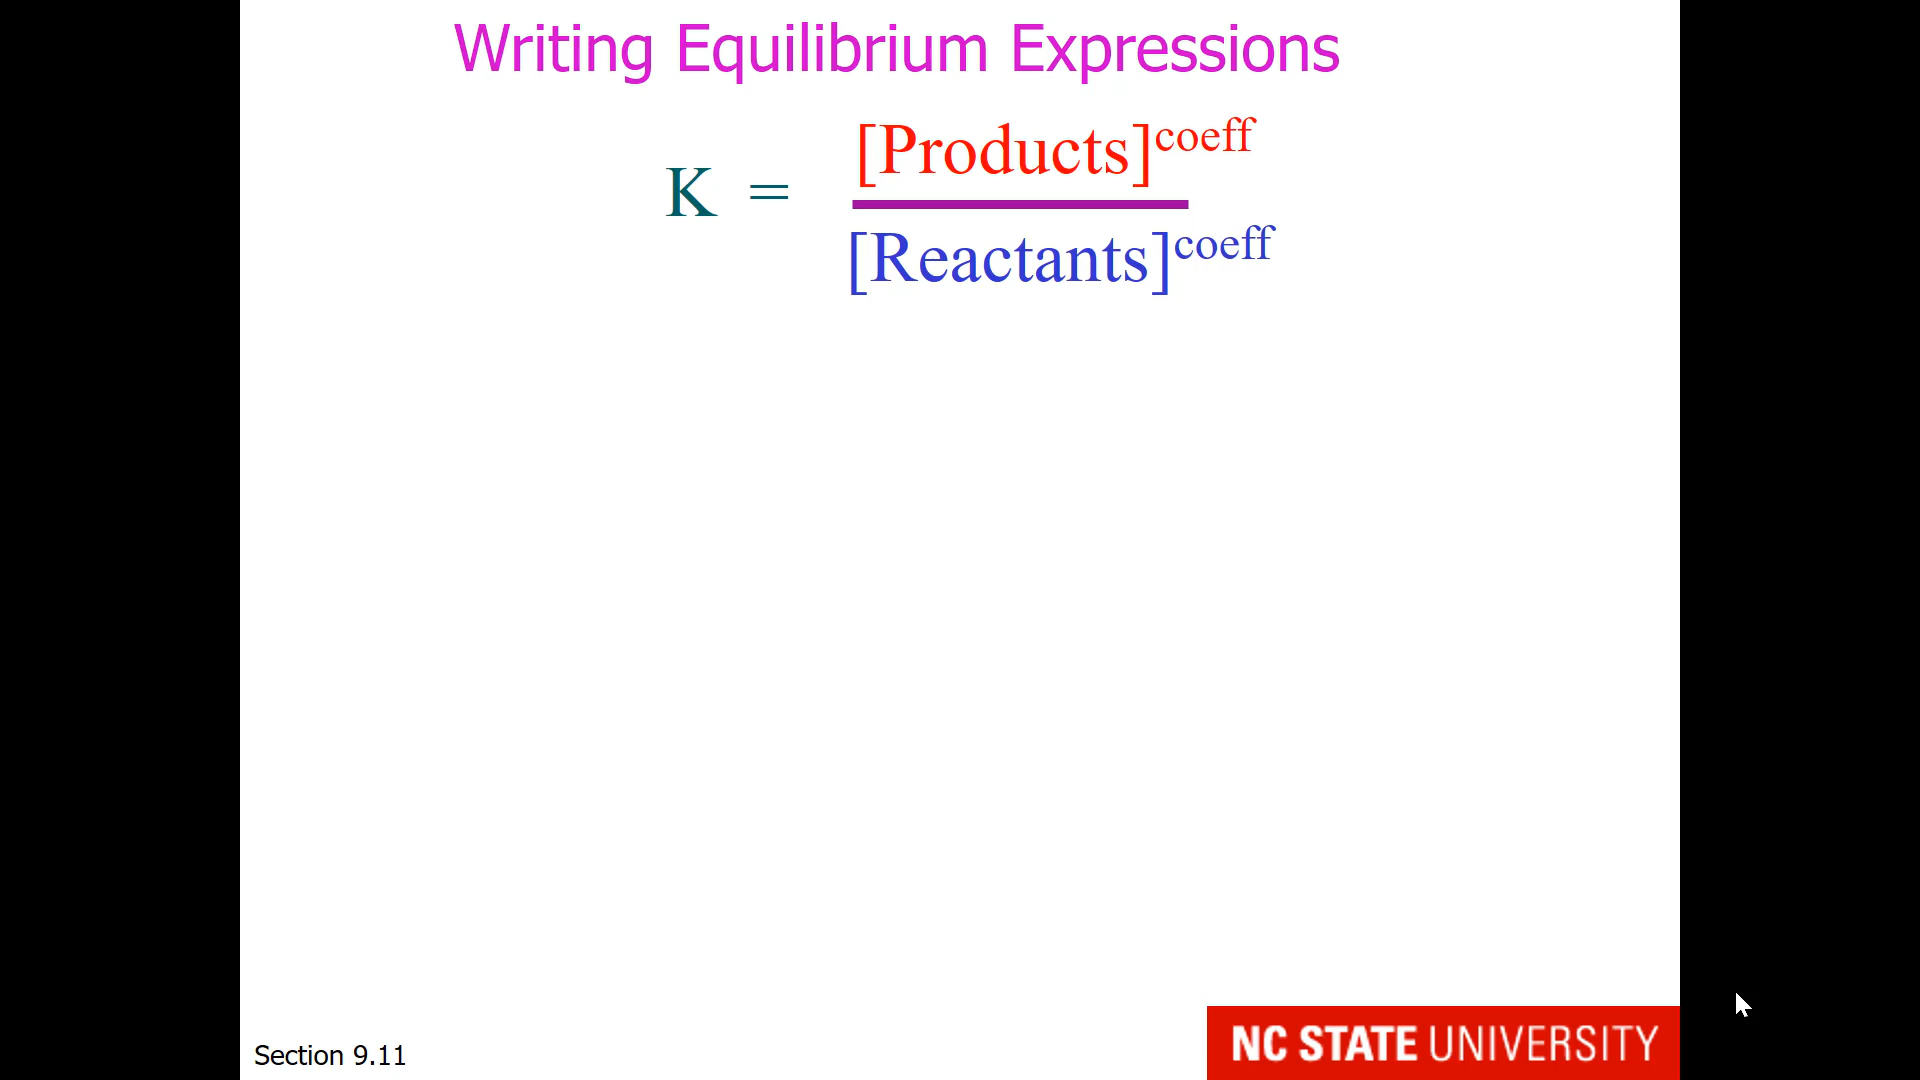 Writing Equilibrium Expressions
K = [Products]^coeff
[Reactants]^coeff
Section 9.11
NC STATE UNIVERSITY